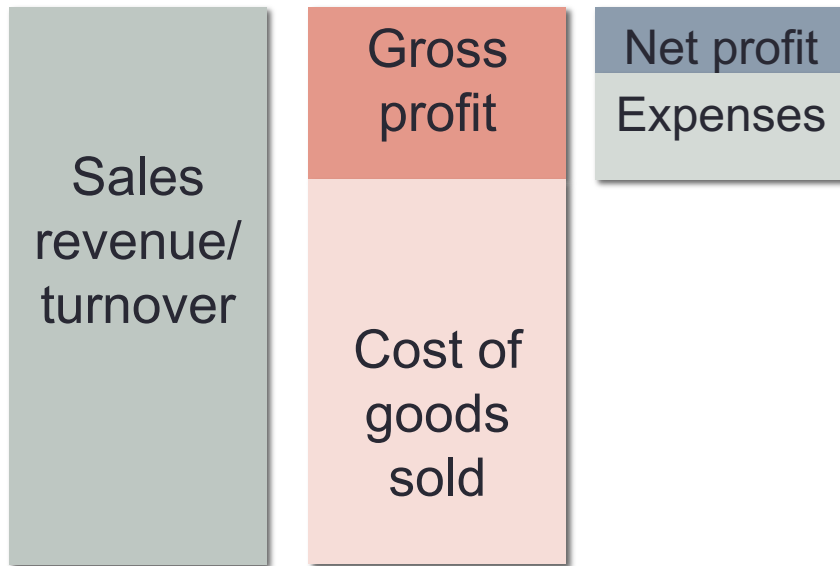 Sales
revenue/
turnover
Gross
profit
Cost of
goods
sold
Net profit
Expenses